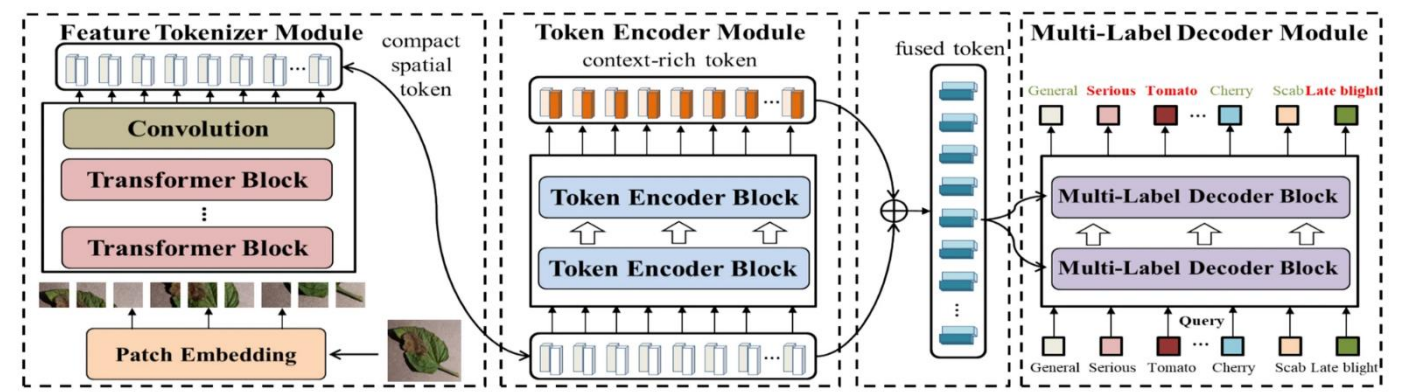 Feature Tokenizer Module
compact
spatial
token
Convolution
Transformer Block
⋮
Transformer Block
Patch Embedding
Token Encoder Module
context-rich token
...
Token Encoder Block
Token Encoder Block
...
fused token
⋮
Multi-Label Decoder Module
General Serious Tomato Cherry Scab Late blight
...
Multi-Label Decoder Block
Multi-Label Decoder Block
Query
...
General Serious Tomato Cherry Scab Late blight